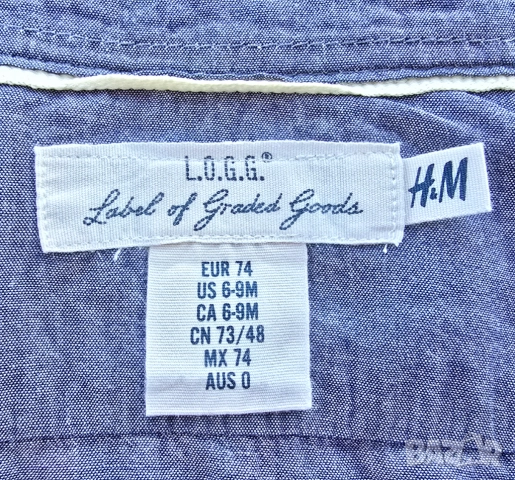 L.O.G.G.®
Label of Graded Goods
H&M
EUR 74
US 6-9M
CA 6-9M
CN 73/48
MX 74
AUS 0
BAZAR